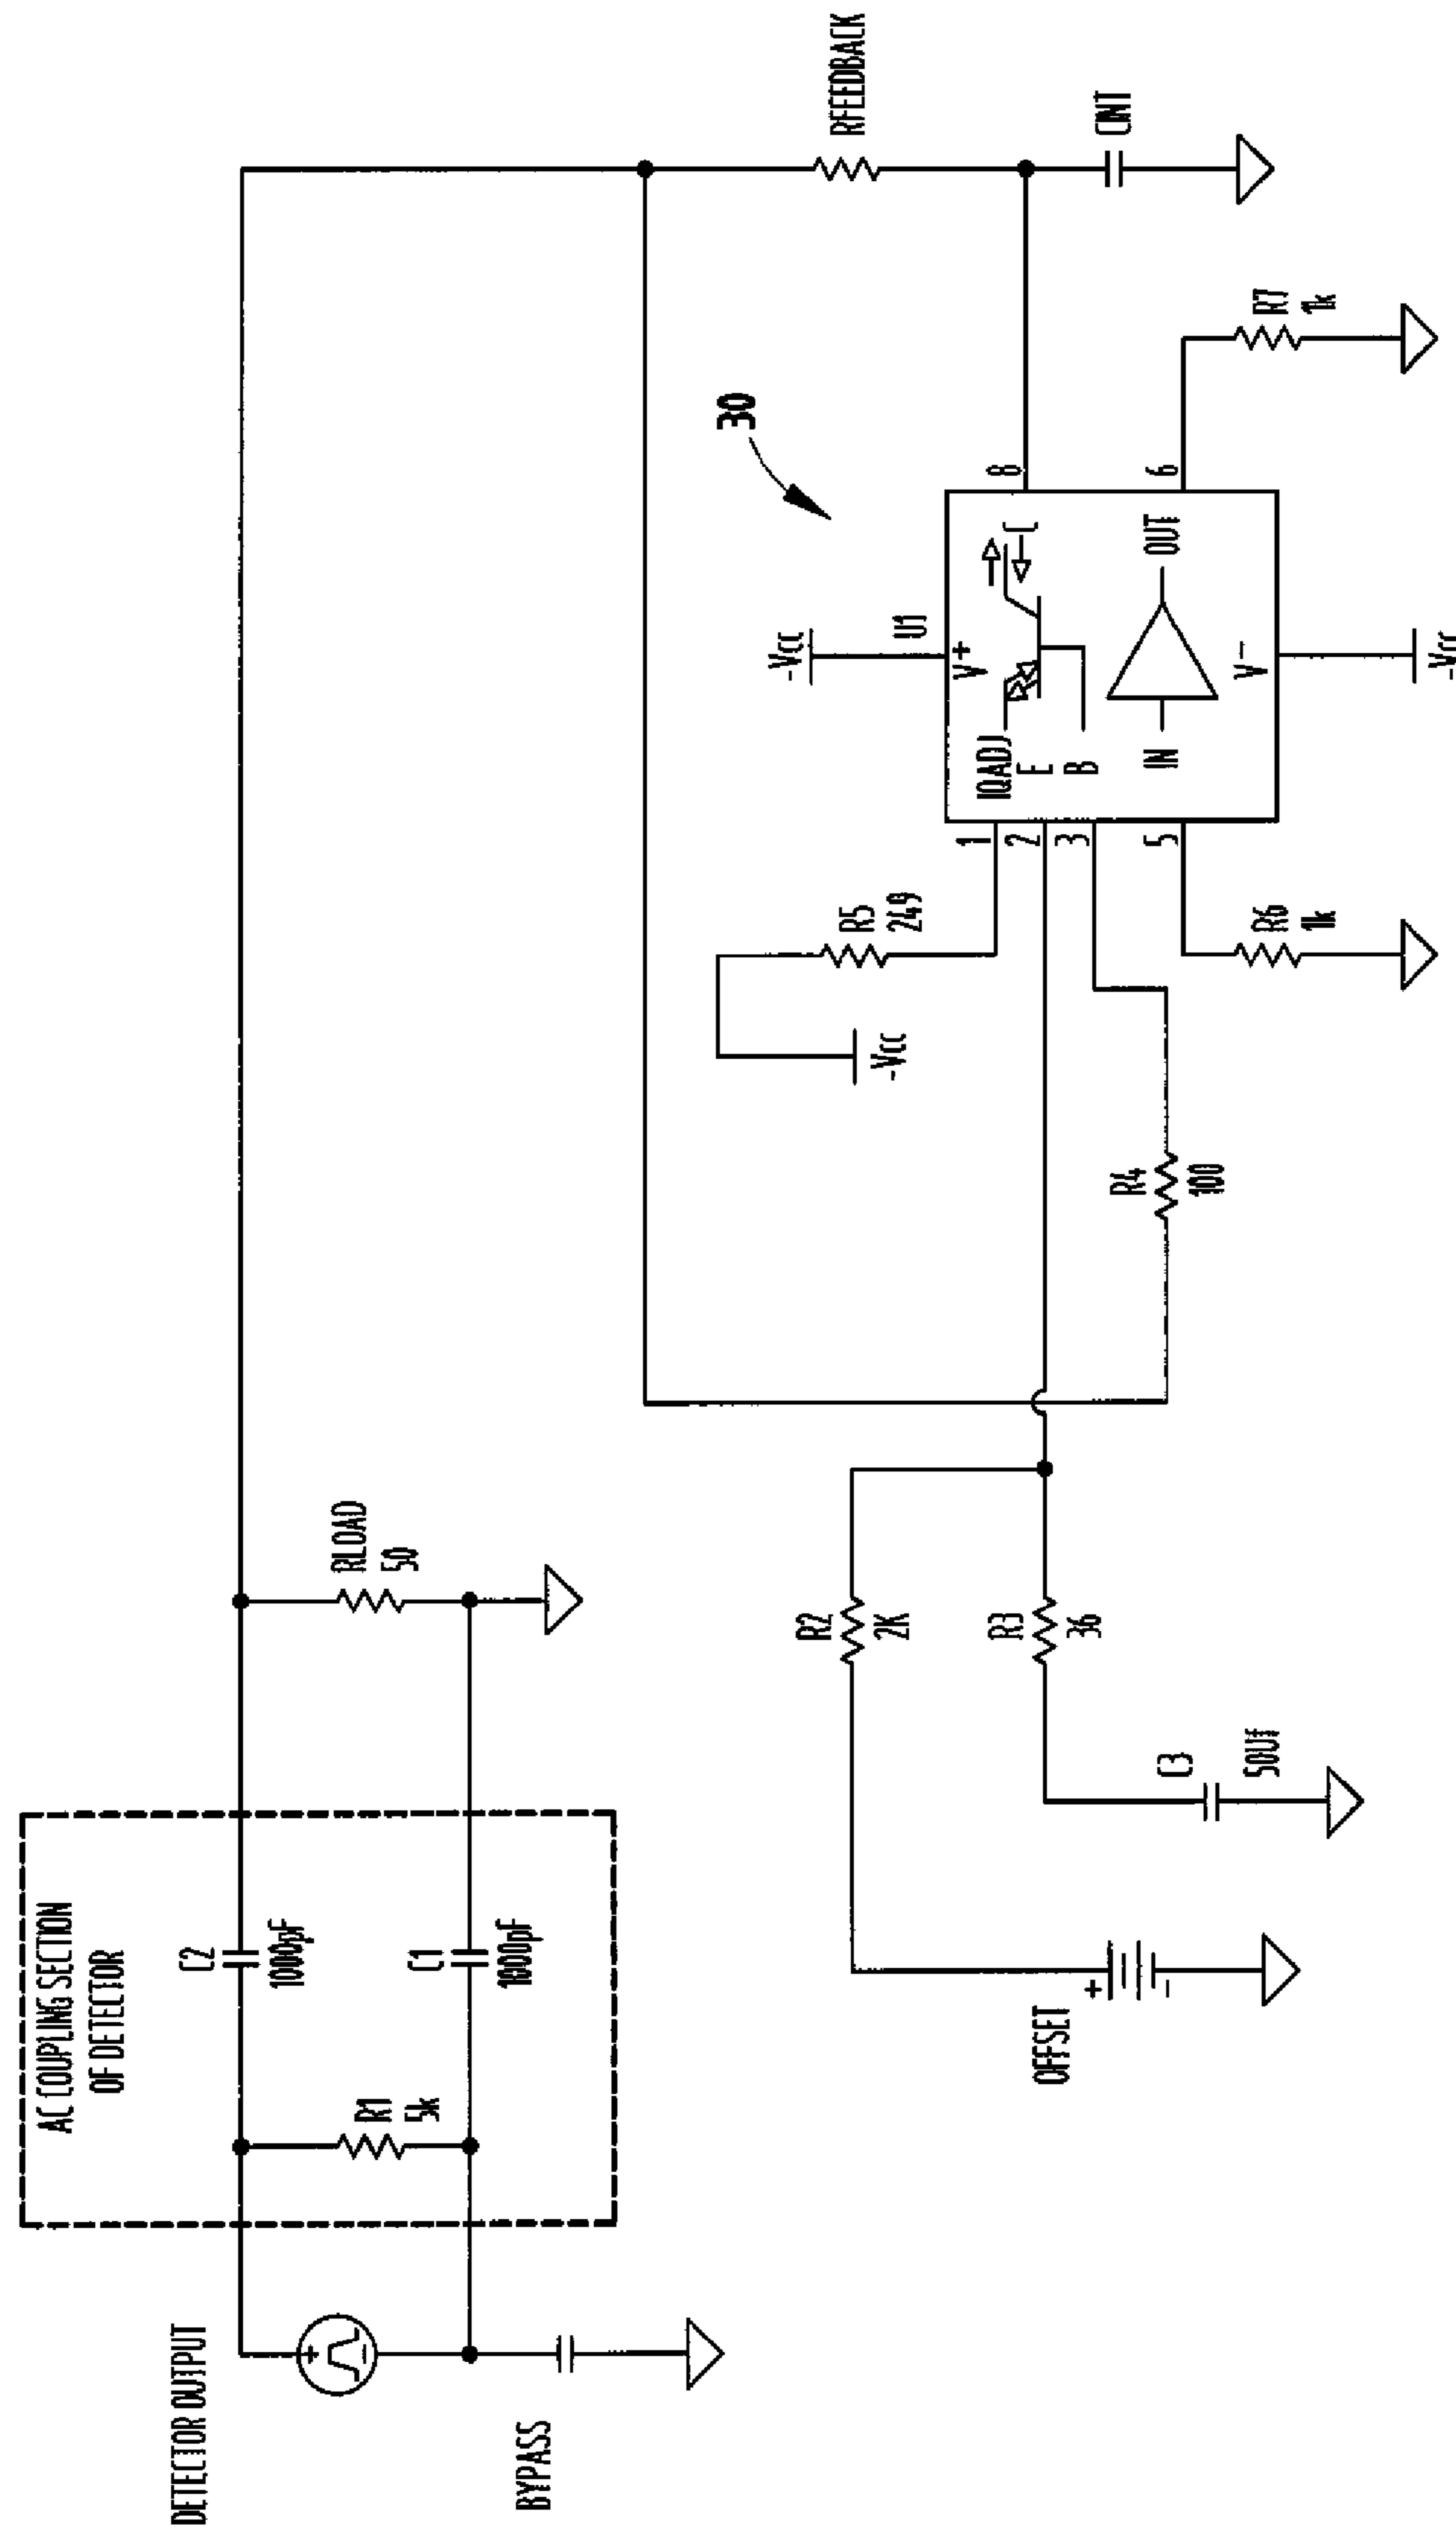 DETECTOR OUTPUT
BYPASS
AC COUPLING SECTION
OF DETECTOR
R1
5k
C2
1000pF
C1
1000pF
RLOAD
50
OFFSET
+
-
R2
2K
R3
36
C3
50Uf
R4
100
-Vcc
R5
249
R6
1k
1
2
3
5
IQADJ
E
B
IN
V+
U1
-Vcc
C
OUT
V-
-Vcc
8
6
30
R7
1k
RFEEDBACK
CINT